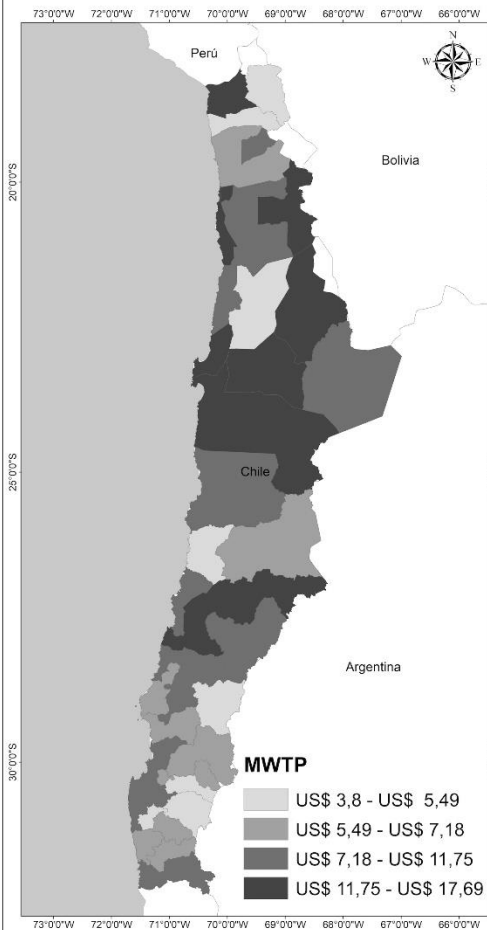 73°0'0"W 72°0'0"W 71°0'0"W 70°0'0"W 69°0'0"W 68°0'0"W 67°0'0"W 66°0'0"W
N
W E
S
Perú
Bolivia
20°0'0"S
25°0'0"S
Chile
Argentina
30°0'0"S
MWTP
US$ 3,8 - US$ 5,49
US$ 5,49 - US$ 7,18
US$ 7,18 - US$ 11,75
US$ 11,75 - US$ 17,69
73°0'0"W 72°0'0"W 71°0'0"W 70°0'0"W 69°0'0"W 68°0'0"W 67°0'0"W 66°0'0"W